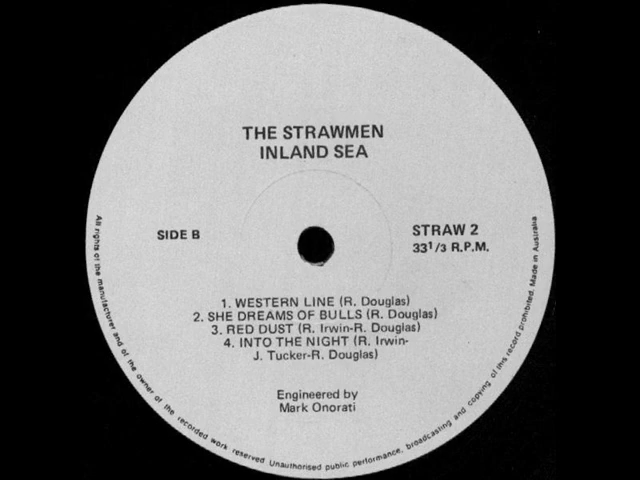 THE STRAWMEN
INLAND SEA
SIDE B
STRAW 2
33 1/3 R.P.M.
1. WESTERN LINE (R. Douglas)
2. SHE DREAMS OF BULLS (R. Douglas)
3. RED DUST (R. Irwin-R. Douglas)
4. INTO THE NIGHT (R. Irwin-
J. Tucker-R. Douglas)
Engineered by
Mark Onorati
All rights of the manufacturer and of the owner of the recorded work reserved Unauthorised public performance, broadcasting and copying of this record prohibited. Made in Australia